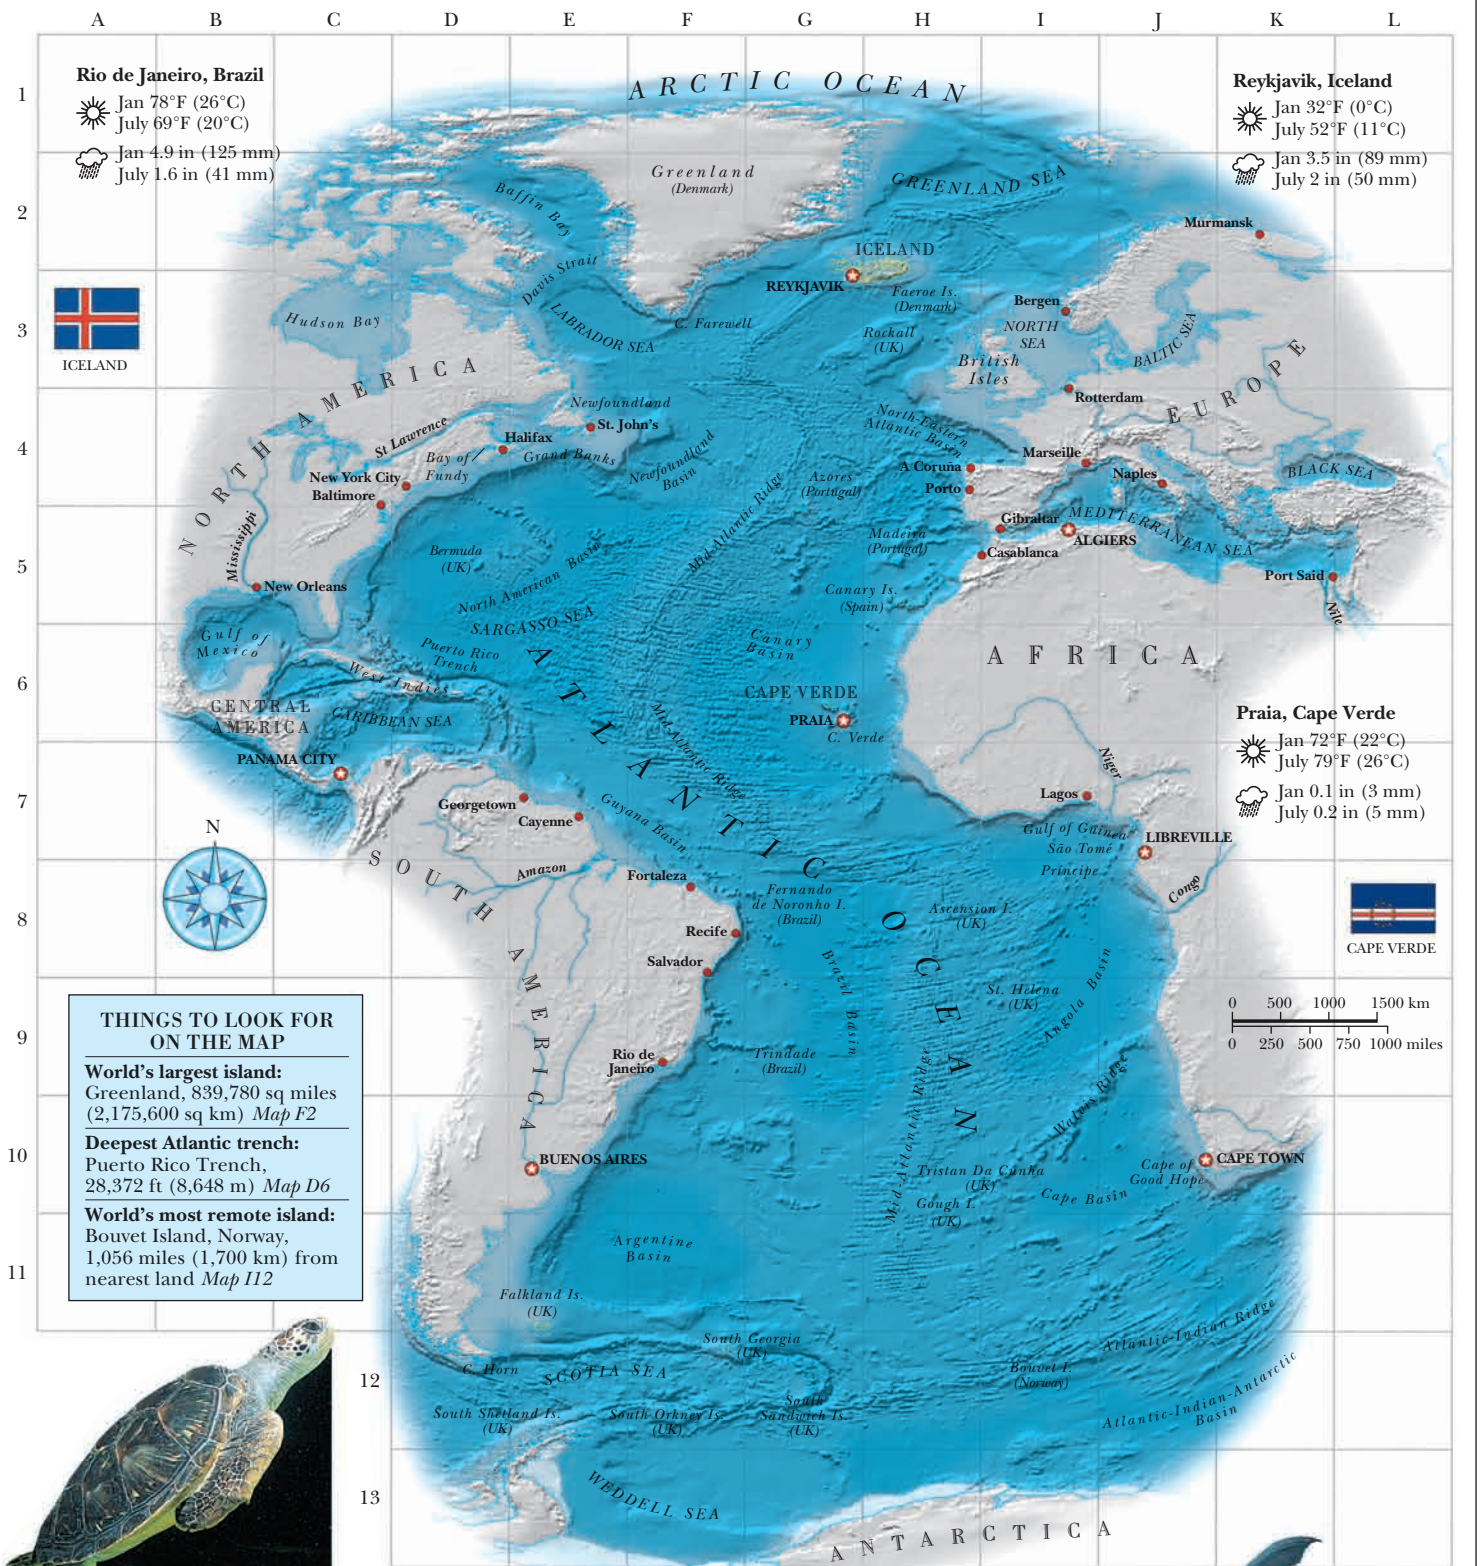 A B C D E F G H I J K L
1
2
3
4
5
6
7
8
9
10
11
12
13
Rio de Janeiro, Brazil
Jan 78°F (26°C)
July 69°F (20°C)
Jan 4.9 in (125 mm)
July 1.6 in (41 mm)
Reykjavik, Iceland
Jan 32°F (0°C)
July 52°F (11°C)
Jan 3.5 in (89 mm)
July 2 in (50 mm)
ARCTIC OCEAN
Greenland
(Denmark)
GREENLAND SEA
Baffin Bay
Murmansk
ICELAND
REYKJAVIK
Davis Strait
Faeroe Is.
(Denmark)
Bergen
ICELAND
Hudson Bay
LABRADOR SEA
C. Farewell
Rockall
(UK)
NORTH
SEA
BALTIC SEA
British
Isles
EUROPE
NORTH AMERICA
Rotterdam
Newfoundland
St. John's
North-Eastern
Atlantic Basin
St Lawrence
Halifax
Bay of
Fundy
Grand Banks
Newfoundland
Basin
Marseille
A Coruña
Naples
BLACK SEA
New York City
Baltimore
Azores
(Portugal)
Porto
Mid-Atlantic Ridge
Gibraltar
MEDITERRANEAN SEA
ALGIERS
Mississippi
Bermuda
(UK)
Madeira
(Portugal)
Casablanca
North American Basin
New Orleans
Port Said
Canary Is.
(Spain)
Nile
SARGASSO SEA
Gulf of
Mexico
Puerto Rico
Trench
Canary
Basin
AFRICA
West Indies
ATLANTIC OCEAN
CENTRAL
AMERICA
CARIBBEAN SEA
CAPE VERDE
PRAIA
C. Verde
Mid-Atlantic Ridge
Praia, Cape Verde
Jan 72°F (22°C)
July 79°F (26°C)
Jan 0.1 in (3 mm)
July 0.2 in (5 mm)
PANAMA CITY
Niger
Georgetown
Cayenne
Guyana Basin
Lagos
N
Gulf of Guinea
São Tomé
Príncipe
LIBREVILLE
SOUTH AMERICA
Amazon
Fortaleza
Fernando
de Noronho I.
(Brazil)
Ascension I.
(UK)
Congo
Recife
Salvador
CAPE VERDE
Brazil Basin
St. Helena
(UK)
Angola Basin
0 500 1000 1500 km
0 250 500 750 1000 miles
THINGS TO LOOK FOR
ON THE MAP
World's largest island:
Greenland, 839,780 sq miles
(2,175,600 sq km) Map F2
Deepest Atlantic trench:
Puerto Rico Trench,
28,372 ft (8,648 m) Map D6
World's most remote island:
Bouvet Island, Norway,
1,056 miles (1,700 km) from
nearest land Map I12
Rio de
Janeiro
Trindade
(Brazil)
Mid-Atlantic Ridge
Walvis Ridge
BUENOS AIRES
Tristan Da Cunha
(UK)
Gough I.
(UK)
Cape Basin
Cape of
Good Hope
CAPE TOWN
Argentine
Basin
Falkland Is.
(UK)
South Georgia
(UK)
Atlantic-Indian Ridge
C. Horn
SCOTIA SEA
Bouvet I.
(Norway)
South Shetland Is.
(UK)
South Orkney Is.
(UK)
South
Sandwich Is.
(UK)
Atlantic-Indian-Antarctic
Basin
WEDDELL SEA
ANTARCTICA